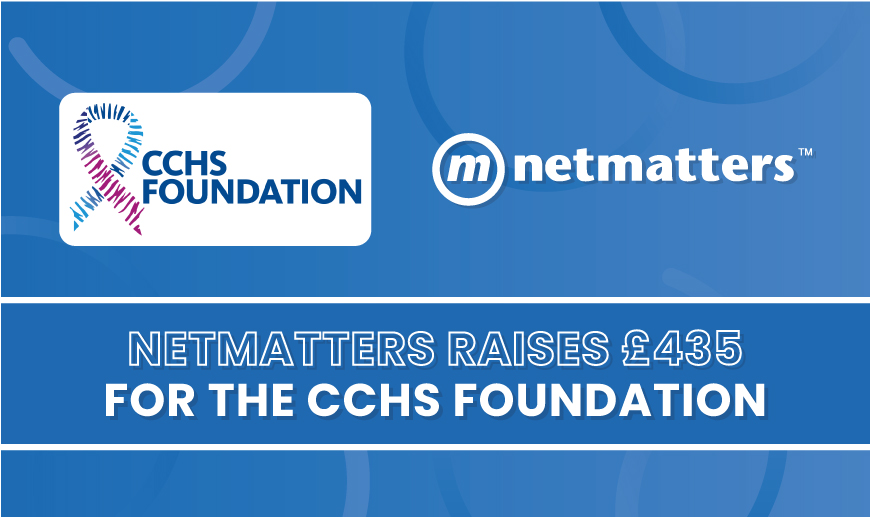 CCHS
FOUNDATION
m netmatters™
NETMATTERS RAISES £435
FOR THE CCHS FOUNDATION